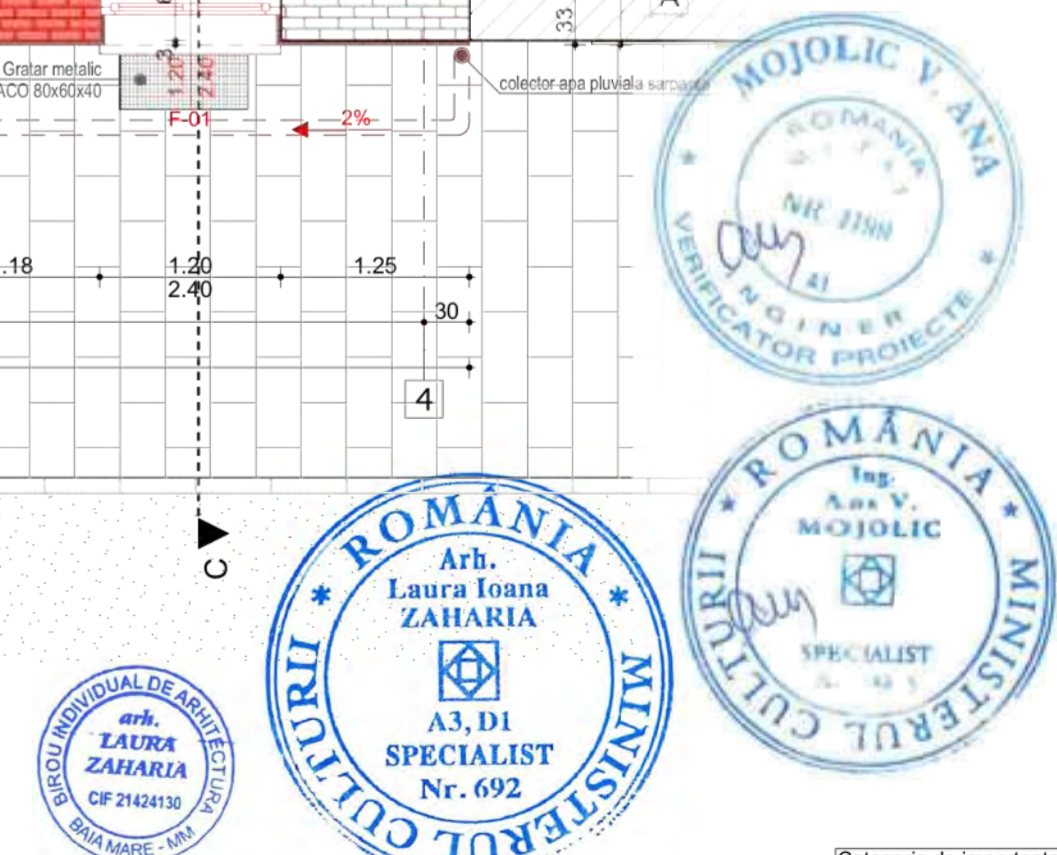 33
A
3
1.20
2.40
Gratar metalic
ACO 80x60x40
F-01
2%
colector apa pluviala sarpanta
.18
1.20
2.40
1.25
30
4
C
MOJOLIC V. ANA
ROMANIA
NR 1198
INGINER
VERIFICATOR PROIECTE
ROMÂNIA
MINISTERUL CULTURII
Ing.
Ana V.
MOJOLIC
SPECIALIST
ROMÂNIA
MINISTERUL CULTURII
Arh.
Laura Ioana
ZAHARIA
A3, D1
SPECIALIST
Nr. 692
BIROU INDIVIDUAL DE ARHITECTURA
arh.
LAURA
ZAHARIA
CIF 21424130
BAIA MARE - MM